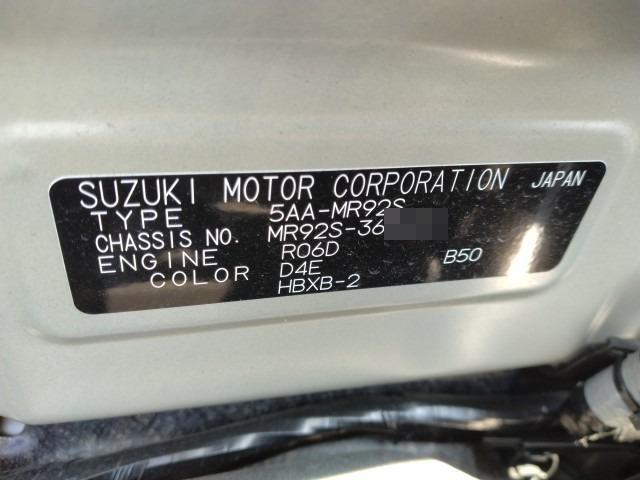 SUZUKI MOTOR CORPORATION JAPAN
TYPE 5AA-MR92S
CHASSIS NO. MR92S-36
ENGINE R06D
COLOR D4E B50
HBXB-2